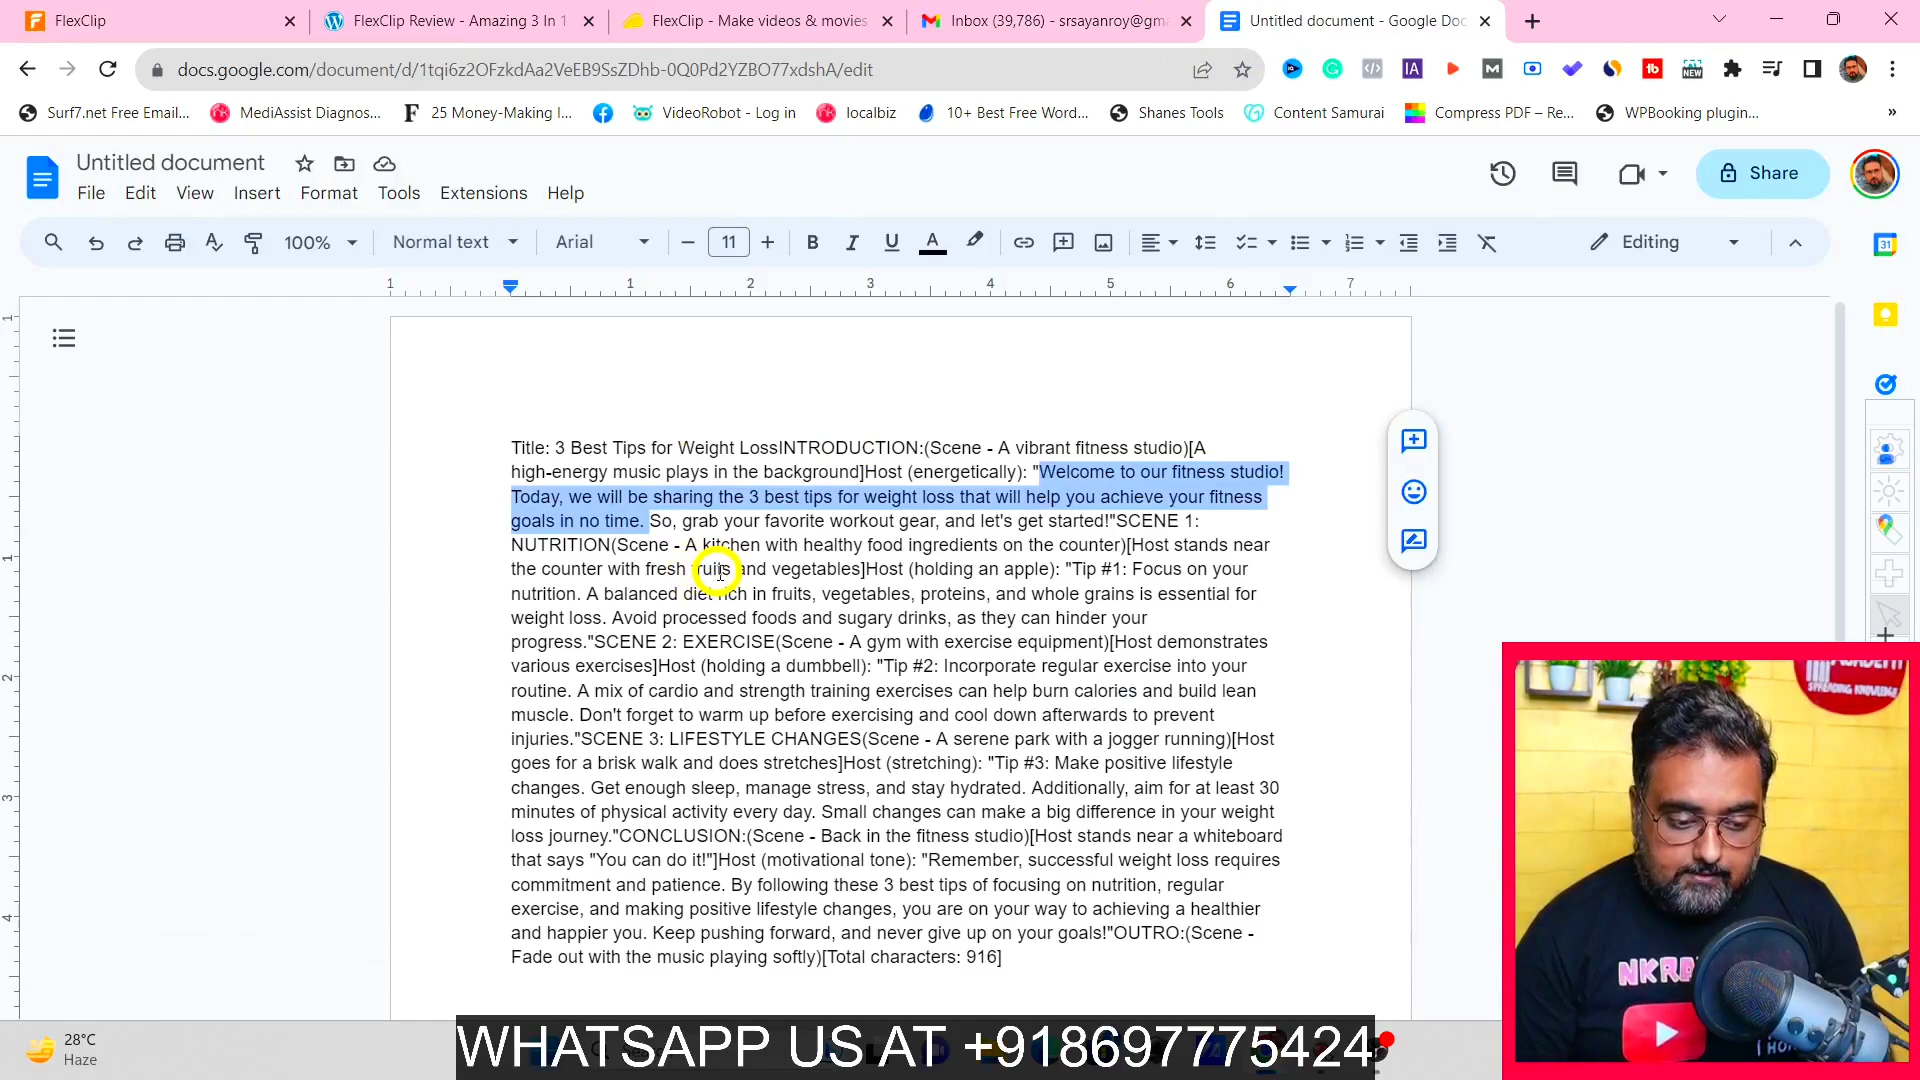 FlexClip
FlexClip Review - Amazing 3 In 1
FlexClip - Make videos & movies
Inbox (39,786) - srsayanroy@gma
Untitled document - Google Doc
docs.google.com/document/d/1tqi6z2OFzkdAa2VeEB9SsZDhb-0Q0Pd2YZBO77xdshA/edit
Surf7.net Free Email...
MediAssist Diagnos...
25 Money-Making I...
VideoRobot - Log in
localbiz
10+ Best Free Word...
Shanes Tools
Content Samurai
Compress PDF – Re...
WPBooking plugin...
Untitled document
File Edit View Insert Format Tools Extensions Help
Share
100% Normal text Arial 11 Editing
1 1 2 3 4 5 6 7
Title: 3 Best Tips for Weight LossINTRODUCTION:(Scene - A vibrant fitness studio)[A
high-energy music plays in the background]Host (energetically): "Welcome to our fitness studio!
Today, we will be sharing the 3 best tips for weight loss that will help you achieve your fitness
goals in no time. So, grab your favorite workout gear, and let's get started!"SCENE 1:
NUTRITION(Scene - A kitchen with healthy food ingredients on the counter)[Host stands near
the counter with fresh fruits and vegetables]Host (holding an apple): "Tip #1: Focus on your
nutrition. A balanced diet rich in fruits, vegetables, proteins, and whole grains is essential for
weight loss. Avoid processed foods and sugary drinks, as they can hinder your
progress."SCENE 2: EXERCISE(Scene - A gym with exercise equipment)[Host demonstrates
various exercises]Host (holding a dumbbell): "Tip #2: Incorporate regular exercise into your
routine. A mix of cardio and strength training exercises can help burn calories and build lean
muscle. Don't forget to warm up before exercising and cool down afterwards to prevent
injuries."SCENE 3: LIFESTYLE CHANGES(Scene - A serene park with a jogger running)[Host
goes for a brisk walk and does stretches]Host (stretching): "Tip #3: Make positive lifestyle
changes. Get enough sleep, manage stress, and stay hydrated. Additionally, aim for at least 30
minutes of physical activity every day. Small changes can make a big difference in your weight
loss journey."CONCLUSION:(Scene - Back in the fitness studio)[Host stands near a whiteboard
that says "You can do it!"]Host (motivational tone): "Remember, successful weight loss requires
commitment and patience. By following these 3 best tips of focusing on nutrition, regular
exercise, and making positive lifestyle changes, you are on your way to achieving a healthier
and happier you. Keep pushing forward, and never give up on your goals!"OUTRO:(Scene -
Fade out with the music playing softly)[Total characters: 916]
28°C
Haze
WHATSAPP US AT +918697775424
SPREADING KNOWLEDGE